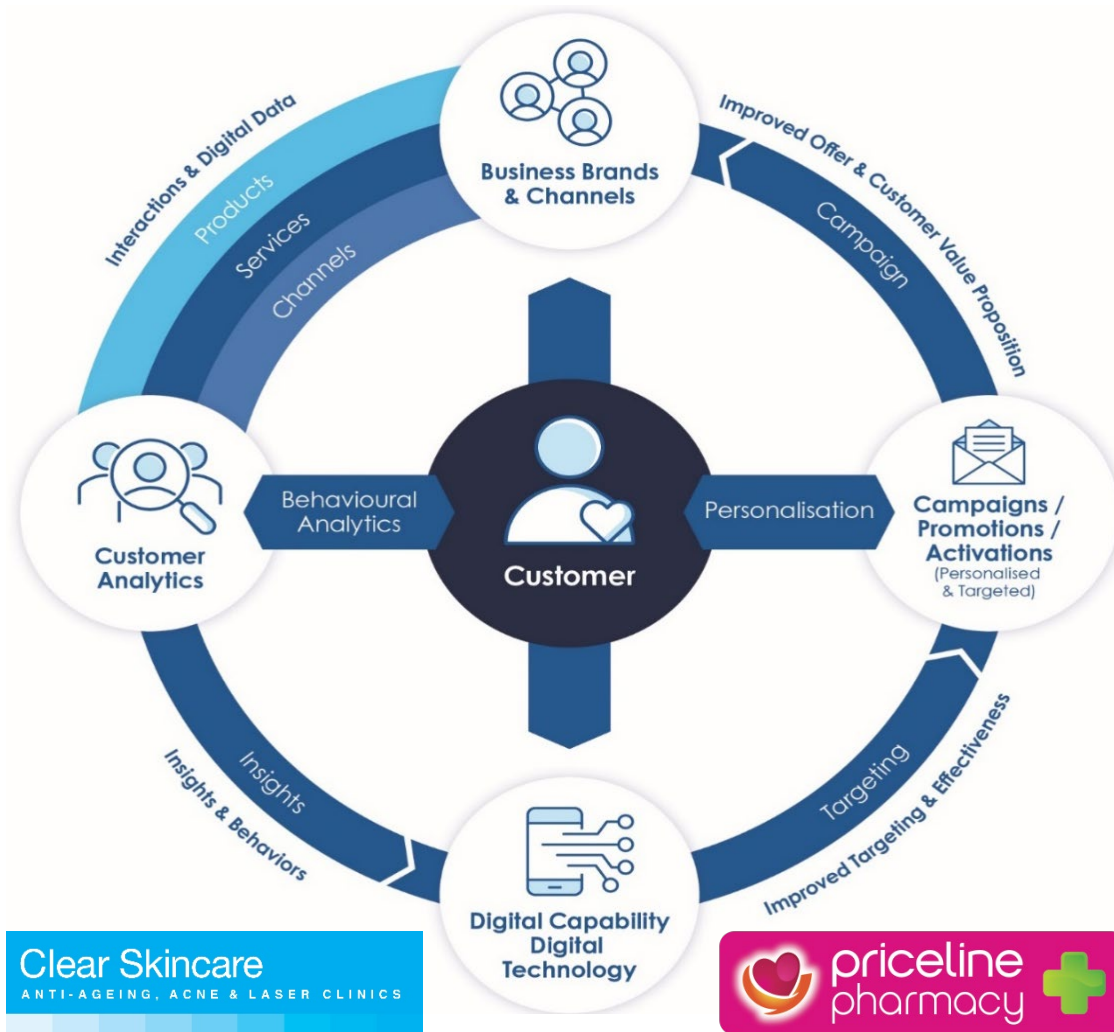 Business Brands
& Channels
Improved Offer & Customer Value Proposition
Campaign
Interactions & Digital Data
Products
Services
Channels
Customer
Analytics
Behavioural
Analytics
Customer
Personalisation
Campaigns /
Promotions /
Activations
(Personalised
& Targeted)
Insights
Insights & Behaviors
Targeting
Improved Targeting & Effectiveness
Digital Capability
Digital
Technology
Clear Skincare
ANTI-AGEING, ACNE & LASER CLINICS
priceline
pharmacy